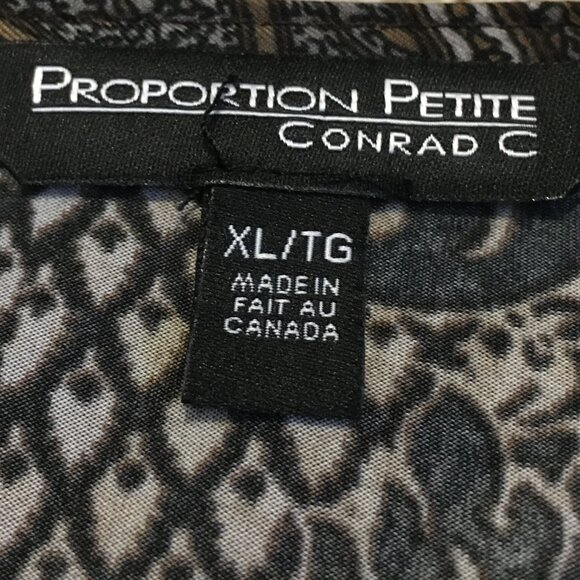 PROPORTION PETITE
CONRAD C
XL/TG
MADE IN
FAIT AU
CANADA